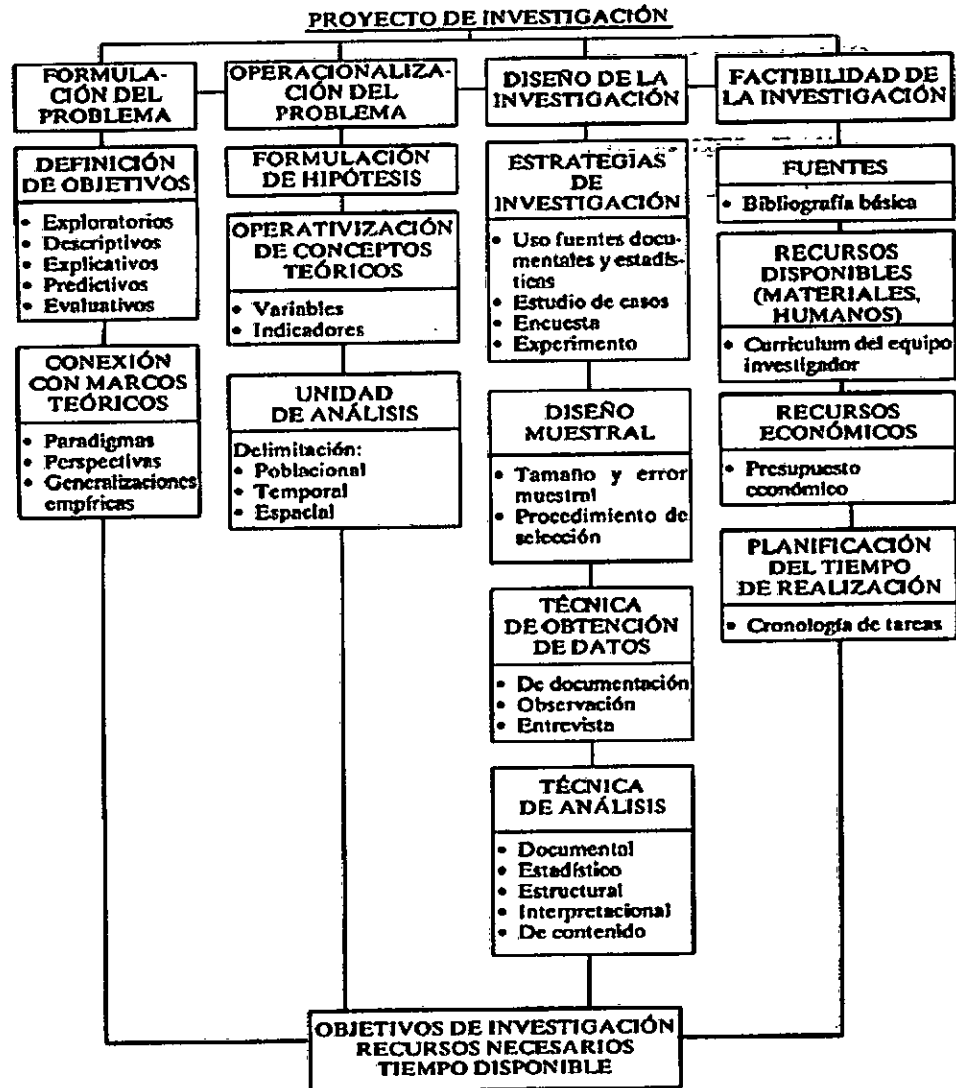 PROYECTO DE INVESTIGACIÓN
FORMULA-
CIÓN DEL
PROBLEMA
DEFINICIÓN
DE OBJETIVOS
• Exploratorios
• Descriptivos
• Explicativos
• Predictivos
• Evaluativos
CONEXIÓN
CON MARCOS
TEÓRICOS
• Paradigmas
• Perspectivas
• Generalizaciones
empíricas
OPERACIONALIZA-
CIÓN DEL
PROBLEMA
FORMULACIÓN
DE HIPÓTESIS
OPERATIVIZACIÓN
DE CONCEPTOS
TEÓRICOS
• Variables
• Indicadores
UNIDAD
DE ANÁLISIS
Delimitación:
• Poblacional
• Temporal
• Espacial
DISEÑO DE LA
INVESTIGACIÓN
ESTRATEGIAS
DE
INVESTIGACIÓN
• Uso fuentes docu-
mentales y estadís-
ticas
• Estudio de casos
• Encuesta
• Experimento
DISEÑO
MUESTRAL
• Tamaño y error
muestral
• Procedimiento de
selección
TÉCNICA
DE OBTENCIÓN
DE DATOS
• De documentación
• Observación
• Entrevista
TÉCNICA
DE ANÁLISIS
• Documental
• Estadístico
• Estructural
• Interpretacional
• De contenido
FACTIBILIDAD DE
LA INVESTIGACIÓN
FUENTES
• Bibliografía básica
RECURSOS
DISPONIBLES
(MATERIALES,
HUMANOS)
• Curriculum del equipo
investigador
RECURSOS
ECONÓMICOS
• Presupuesto
económico
PLANIFICACIÓN
DEL TIEMPO
DE REALIZACIÓN
• Cronología de tareas
OBJETIVOS DE INVESTIGACIÓN
RECURSOS NECESARIOS
TIEMPO DISPONIBLE